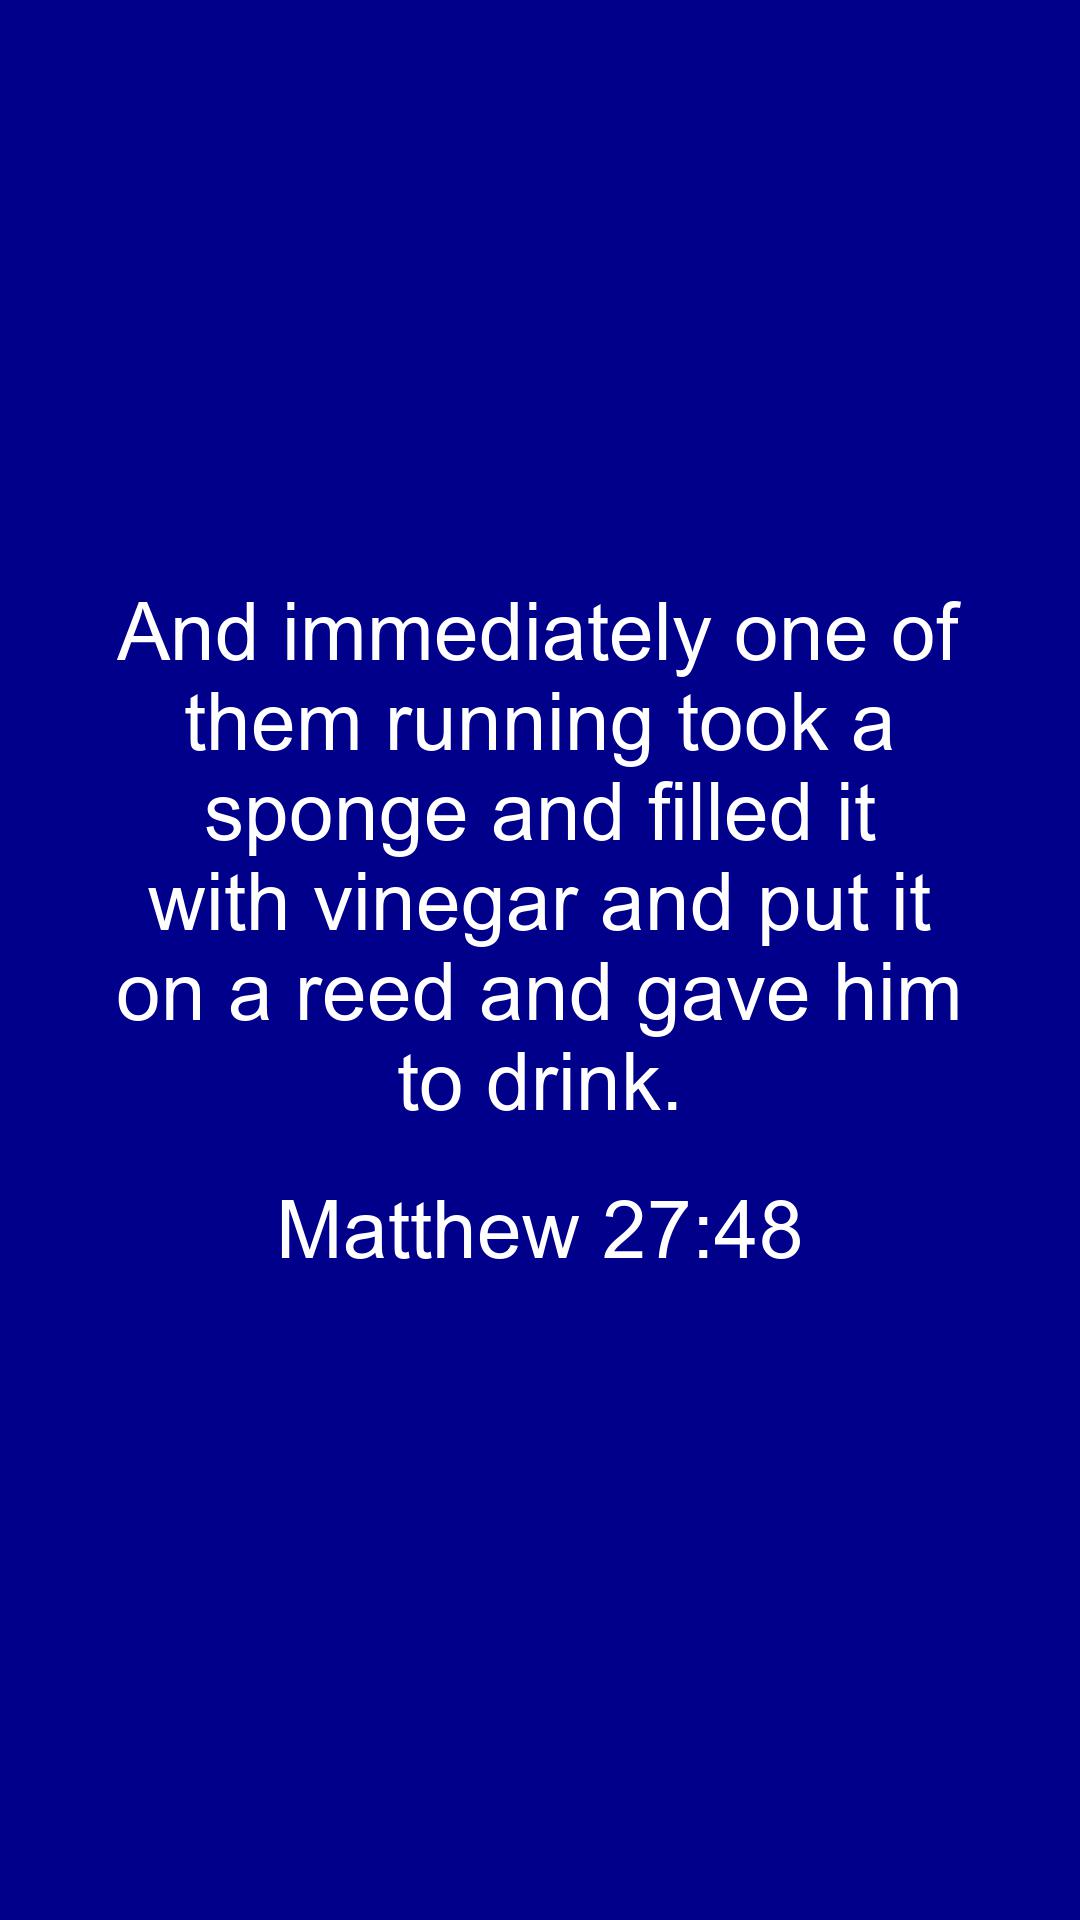 And immediately one of
them running took a
sponge and filled it
with vinegar and put it
on a reed and gave him
to drink.
Matthew 27:48